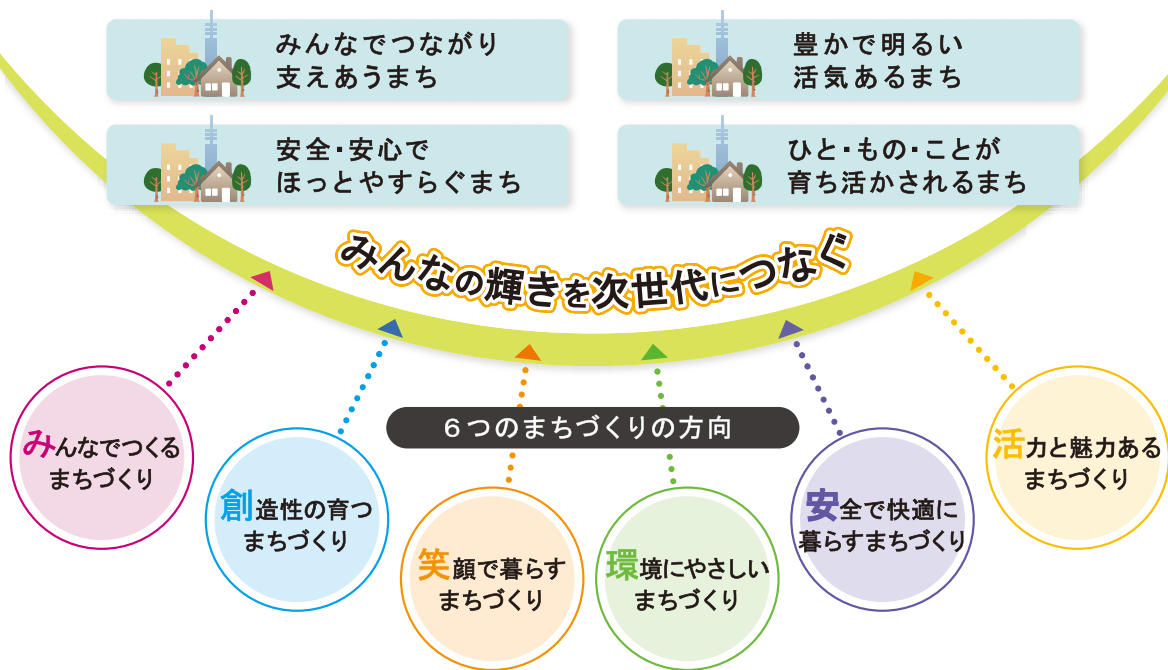 みんなでつながり
支えあうまち
豊かで明るい
活気あるまち
安全・安心で
ほっとやすらぐまち
ひと・もの・ことが
育ち活かされるまち
みんなの輝きを次世代につなぐ
6つのまちづくりの方向
みんなでつくる
まちづくり
創造性の育つ
まちづくり
笑顔で暮らす
まちづくり
環境にやさしい
まちづくり
安全で快適に
暮らすまちづくり
活力と魅力ある
まちづくり